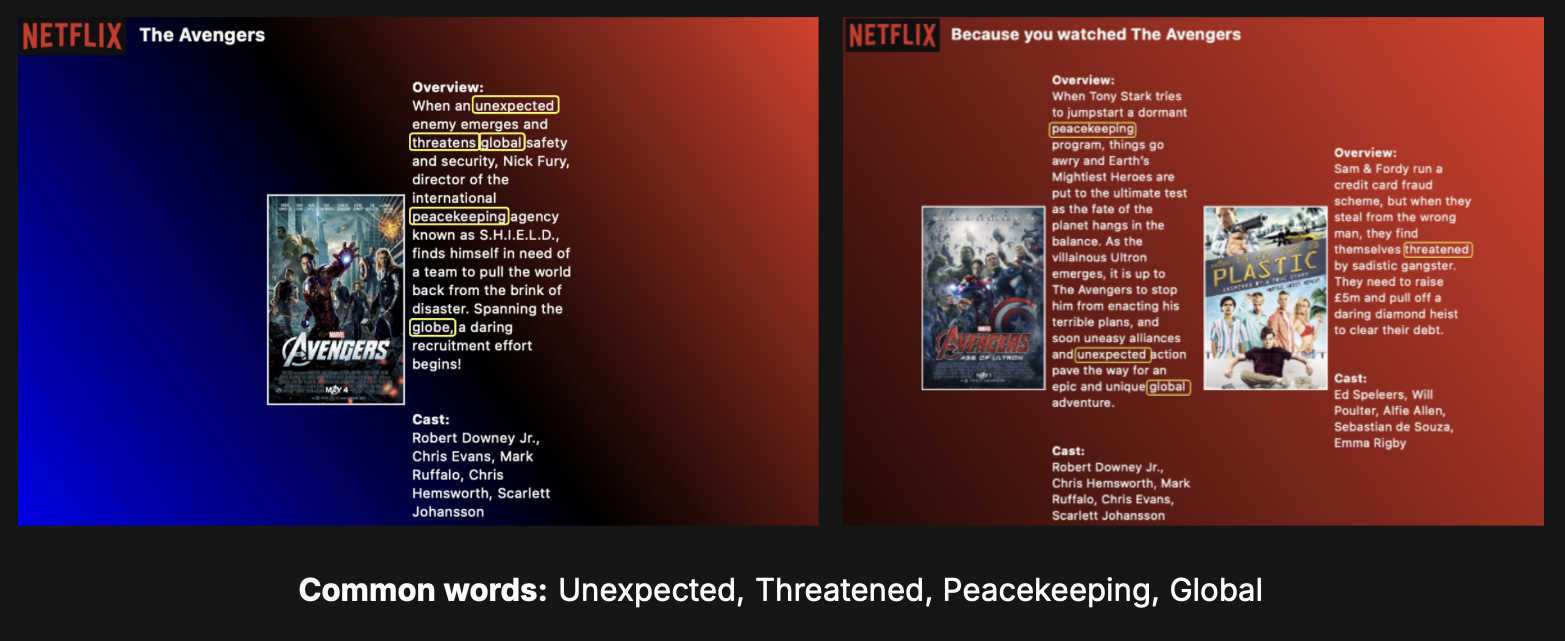 NETFLIX The Avengers
Overview:
When an unexpected
enemy emerges and
threatens global safety
and security, Nick Fury,
director of the
international
peacekeeping agency
known as S.H.I.E.L.D.,
finds himself in need of
a team to pull the world
back from the brink of
disaster. Spanning the
globe, a daring
recruitment effort
begins!
MARVEL
AVENGERS
MAY 4
Cast:
Robert Downey Jr.,
Chris Evans, Mark
Ruffalo, Chris
Hemsworth, Scarlett
Johansson
NETFLIX Because you watched The Avengers
Overview:
When Tony Stark tries
to jumpstart a dormant
peacekeeping
program, things go
awry and Earth's
Mightiest Heroes are
put to the ultimate test
as the fate of the
planet hangs in the
balance. As the
villainous Ultron
emerges, it is up to
The Avengers to stop
him from enacting his
terrible plans, and
soon uneasy alliances
and unexpected action
pave the way for an
epic and unique global
adventure.
MARVEL
AVENGERS
AGE OF ULTRON
Cast:
Robert Downey Jr.,
Chris Hemsworth, Mark
Ruffalo, Chris Evans,
Scarlett Johansson
Overview:
Sam & Fordy run a
credit card fraud
scheme, but when they
steal from the wrong
man, they find
themselves threatened
by sadistic gangster.
They need to raise
£5m and pull off a
daring diamond heist
to clear their debt.
PLASTIC
Cast:
Ed Speleers, Will
Poulter, Alfie Allen,
Sebastian de Souza,
Emma Rigby
Common words: Unexpected, Threatened, Peacekeeping, Global